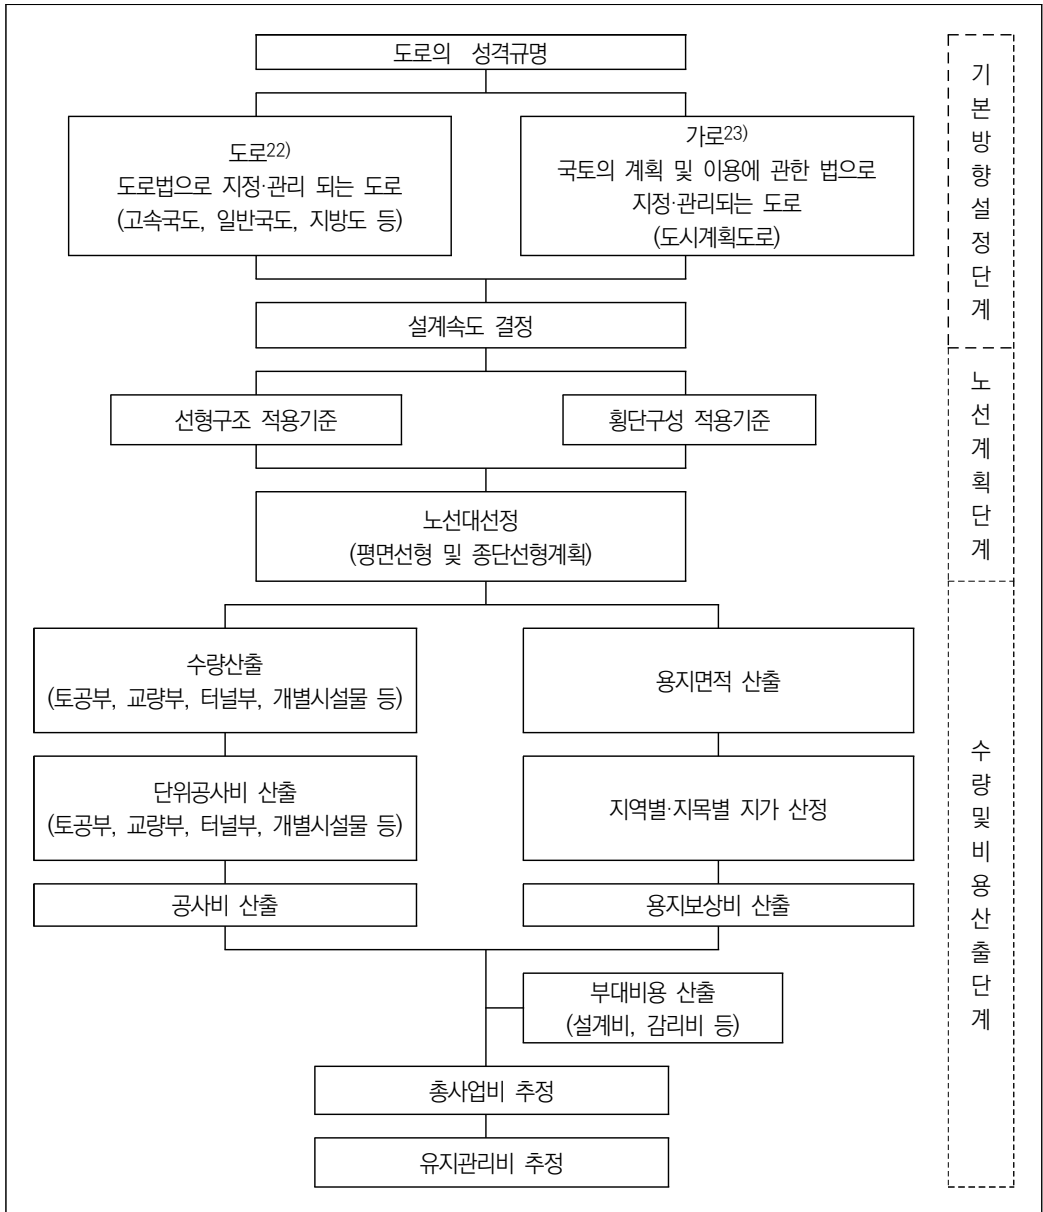 도로의 성격규명
도로22)
도로법으로 지정·관리 되는 도로
(고속국도, 일반국도, 지방도 등)
가로23)
국토의 계획 및 이용에 관한 법으로
지정·관리되는 도로
(도시계획도로)
설계속도 결정
기본방향설정단계
선형구조 적용기준
횡단구성 적용기준
노선대선정
(평면선형 및 종단선형계획)
노선계획단계
수량산출
(토공부, 교량부, 터널부, 개별시설물 등)
용지면적 산출
단위공사비 산출
(토공부, 교량부, 터널부, 개별시설물 등)
지역별·지목별 지가 산정
공사비 산출
용지보상비 산출
부대비용 산출
(설계비, 감리비 등)
총사업비 추정
유지관리비 추정
수량및비용산출단계